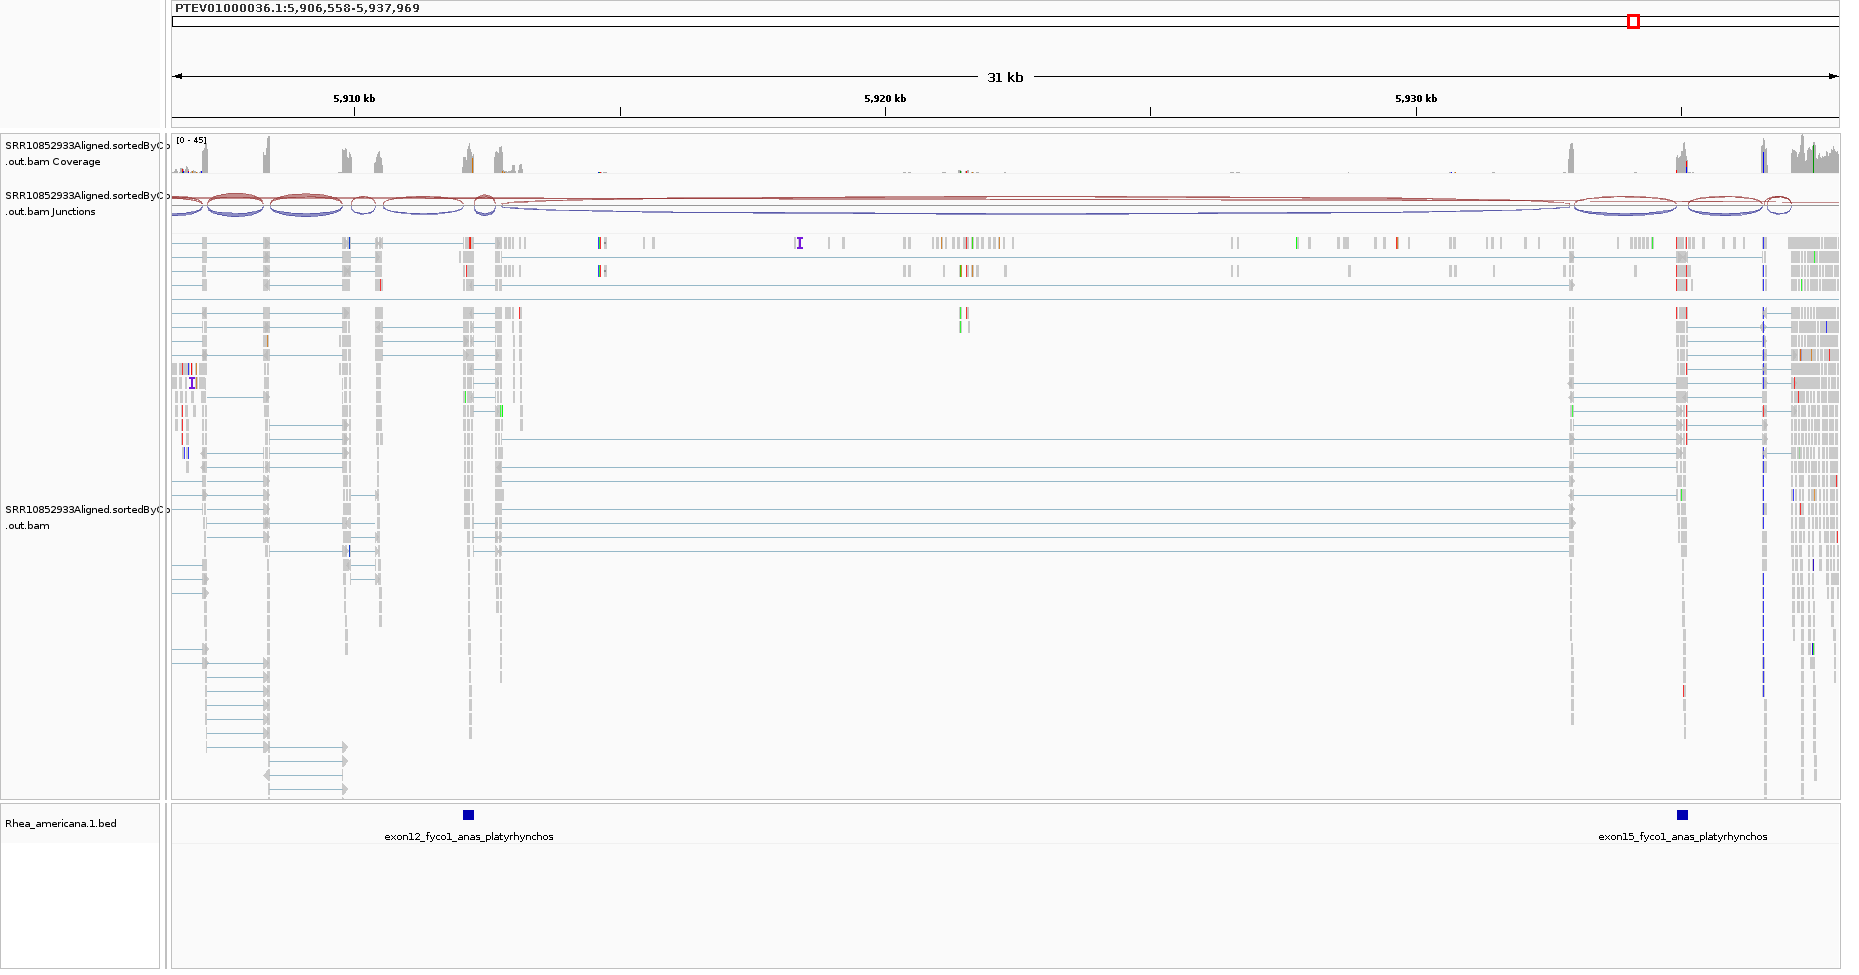 PTEV01000036.1:5,906,558-5,937,969
31 kb
5,910 kb 5,920 kb 5,930 kb
[0 - 45]
SRR10852933Aligned.sortedByCo
.out.bam Coverage
SRR10852933Aligned.sortedByCo
.out.bam Junctions
SRR10852933Aligned.sortedByCo
.out.bam
Rhea_americana.1.bed
exon12_fyco1_anas_platyrhynchos exon15_fyco1_anas_platyrhynchos